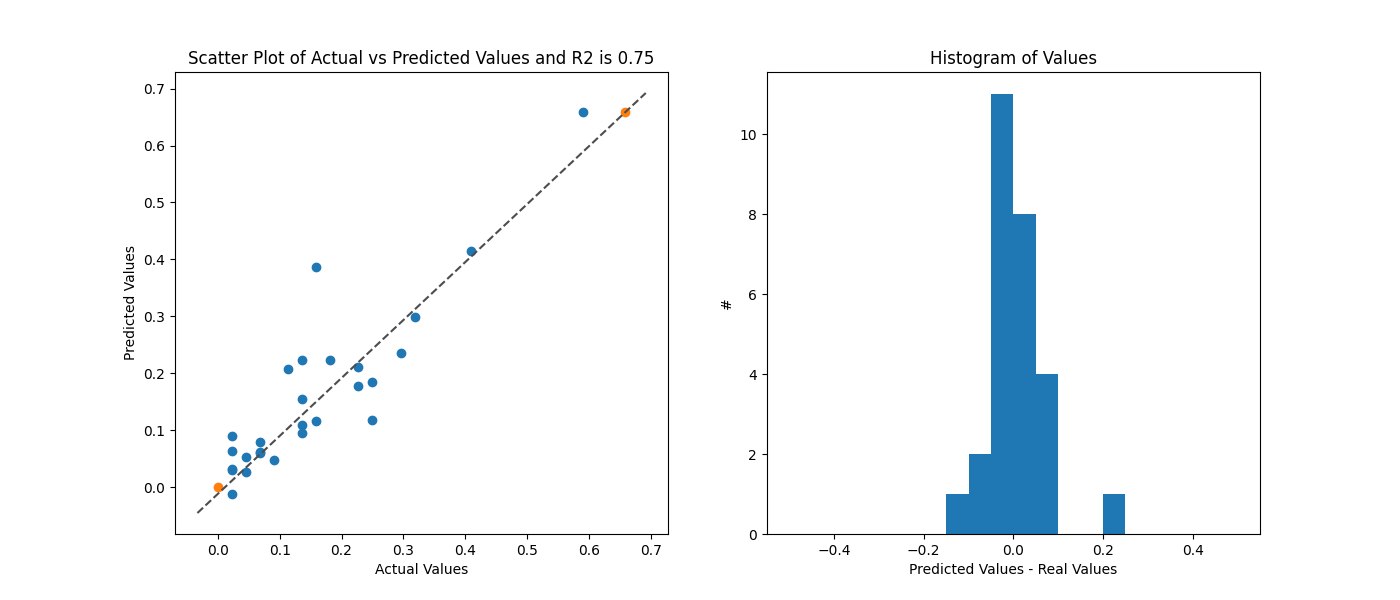 Scatter Plot of Actual vs Predicted Values and R2 is 0.75
0.7
0.6
0.5
0.4
0.3
0.2
0.1
0.0
Predicted Values
0.0 0.1 0.2 0.3 0.4 0.5 0.6 0.7
Actual Values
Histogram of Values
10
8
6
4
2
0
#
−0.4 −0.2 0.0 0.2 0.4
Predicted Values - Real Values